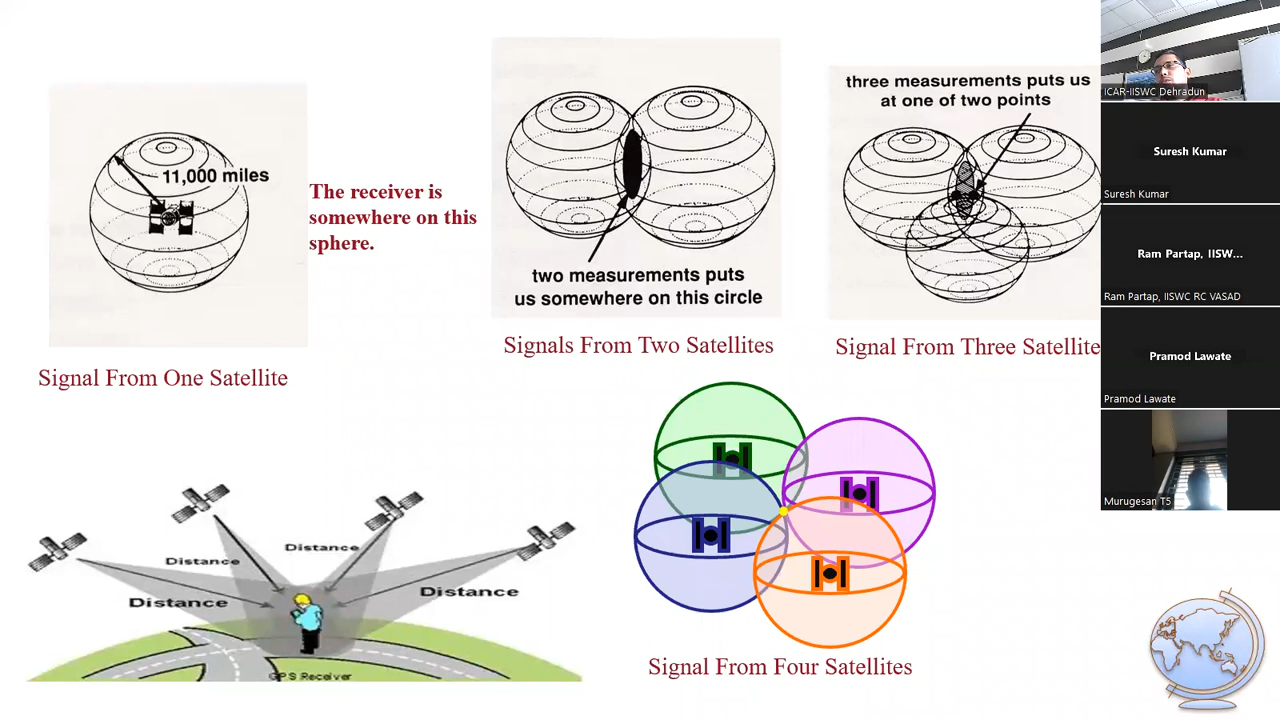 11,000 miles
The receiver is
somewhere on this
sphere.
Signal From One Satellite
two measurements puts
us somewhere on this circle
Signals From Two Satellites
three measurements puts us
at one of two points
Signal From Three Satellite
Distance
Distance
Distance
Distance
GPS Receiver
Signal From Four Satellites
ICAR-IISWC Dehradun
Suresh Kumar
Suresh Kumar
Ram Partap, IISW...
Ram Partap, IISWC RC VASAD
Pramod Lawate
Pramod Lawate
Murugesan T5